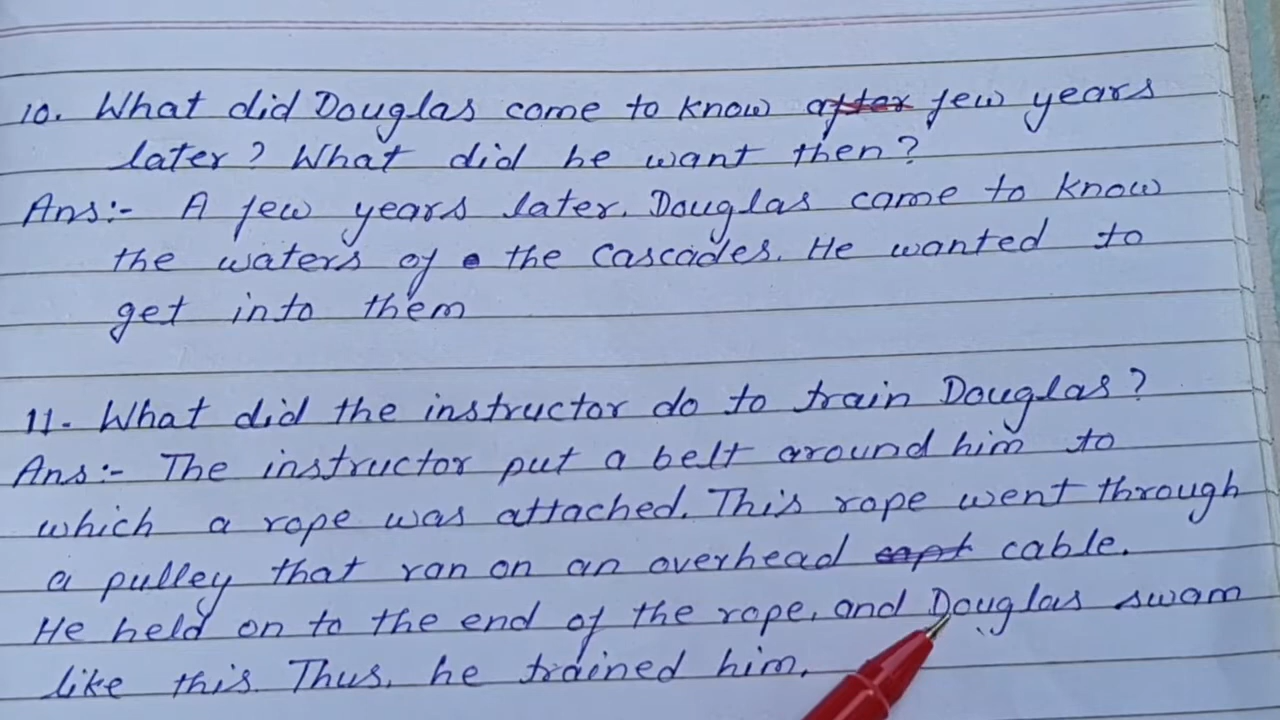 10. What did Douglas come to know after few years
later? What did he want then?
Ans:- A few years later, Douglas came to know
the waters of the Cascades. He wanted to
get into them
11. What did the instructor do to train Douglas?
Ans:- The instructor put a belt around him to
which a rope was attached. This rope went through
a pulley that ran on an overhead cable.
He held on to the end of the rope, and Douglas swam
like this. Thus, he trained him.